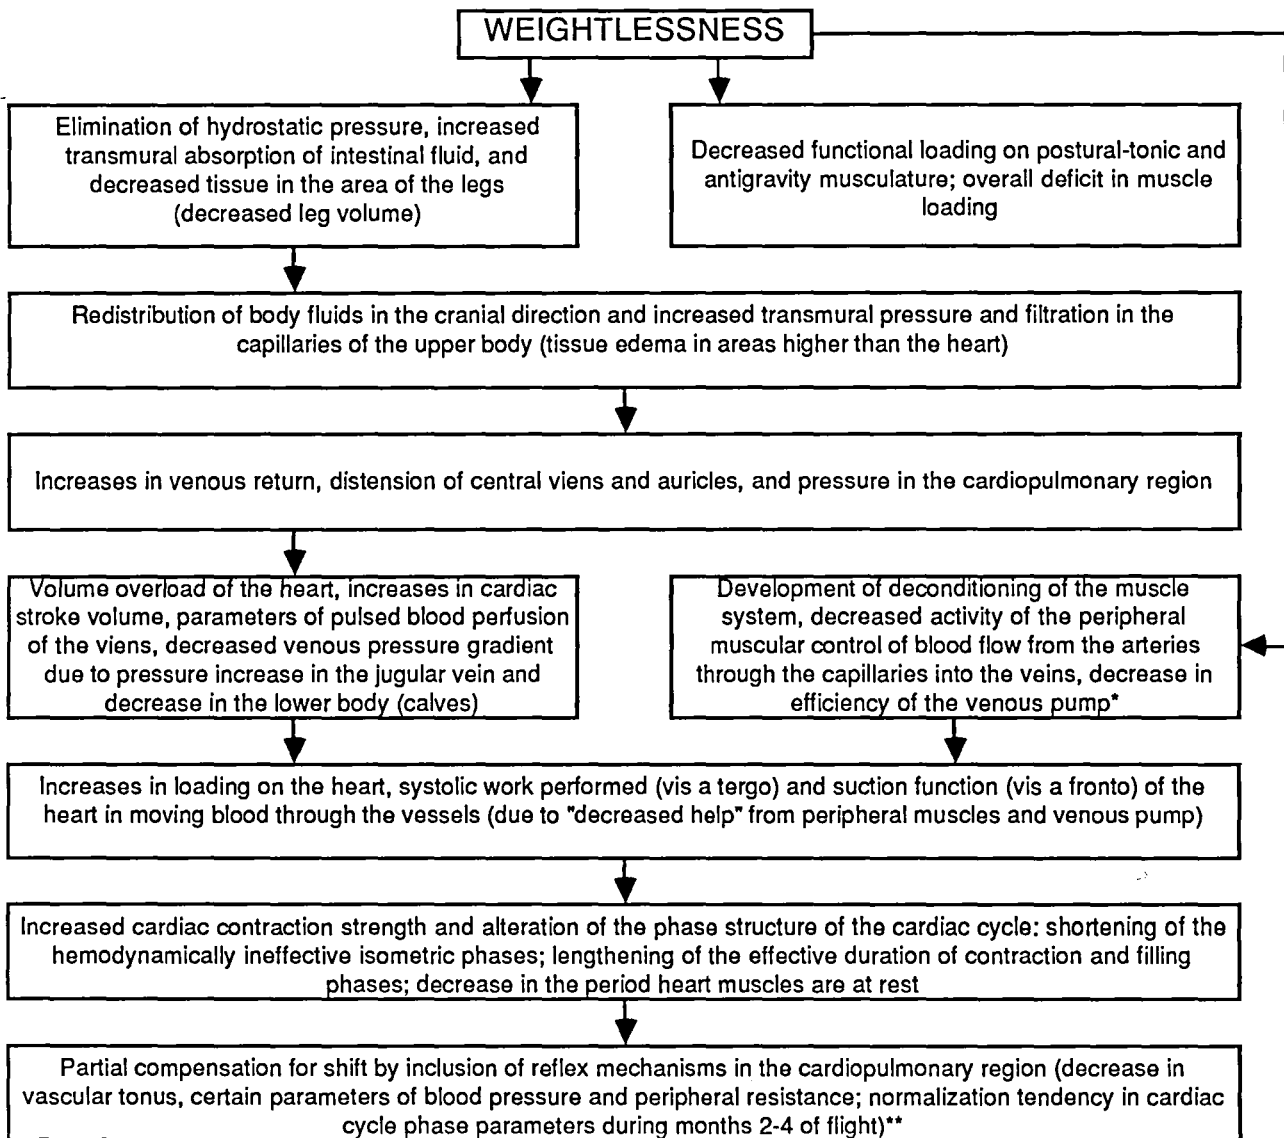 WEIGHTLESSNESS
Elimination of hydrostatic pressure, increased
transmural absorption of intestinal fluid, and
decreased tissue in the area of the legs
(decreased leg volume)
Decreased functional loading on postural-tonic and
antigravity musculature; overall deficit in muscle
loading
Redistribution of body fluids in the cranial direction and increased transmural pressure and filtration in the
capillaries of the upper body (tissue edema in areas higher than the heart)
Increases in venous return, distension of central viens and auricles, and pressure in the cardiopulmonary region
Volume overload of the heart, increases in cardiac
stroke volume, parameters of pulsed blood perfusion
of the viens, decreased venous pressure gradient
due to pressure increase in the jugular vein and
decrease in the lower body (calves)
Development of deconditioning of the muscle
system, decreased activity of the peripheral
muscular control of blood flow from the arteries
through the capillaries into the veins, decrease in
efficiency of the venous pump*
Increases in loading on the heart, systolic work performed (vis a tergo) and suction function (vis a fronto) of the
heart in moving blood through the vessels (due to "decreased help" from peripheral muscles and venous pump)
Increased cardiac contraction strength and alteration of the phase structure of the cardiac cycle: shortening of the
hemodynamically ineffective isometric phases; lengthening of the effective duration of contraction and filling
phases; decrease in the period heart muscles are at rest
Partial compensation for shift by inclusion of reflex mechanisms in the cardiopulmonary region (decrease in
vascular tonus, certain parameters of blood pressure and peripheral resistance; normalization tendency in cardiac
cycle phase parameters during months 2-4 of flight)**